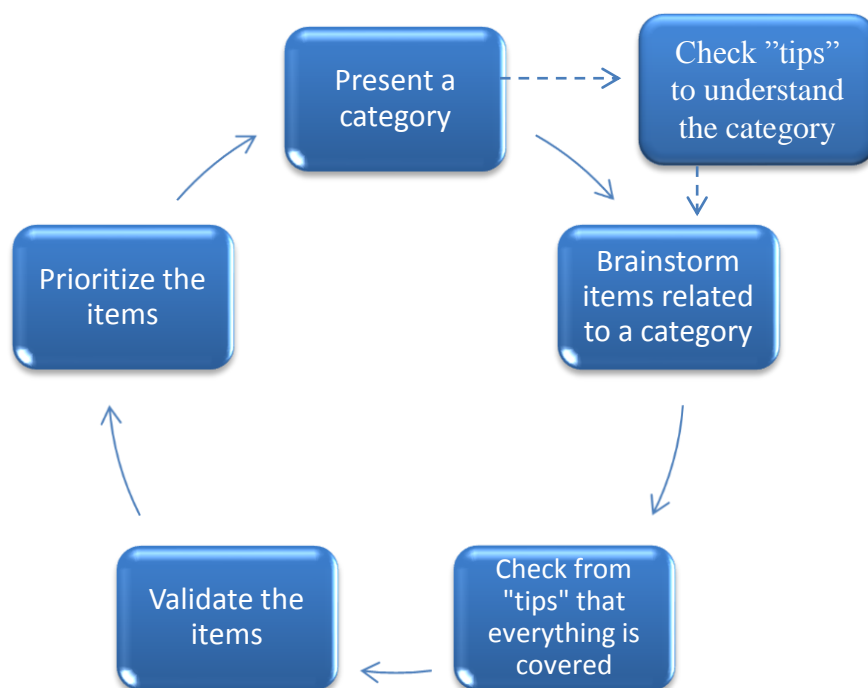 Present a
category
Check ”tips”
to understand
the category
Brainstorm
items related
to a category
Check from
"tips" that
everything is
covered
Validate the
items
Prioritize the
items